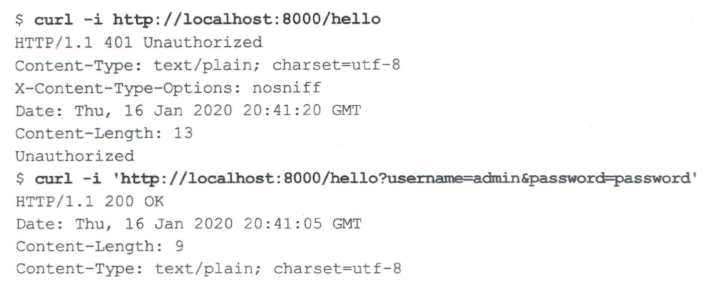 $ curl -i http://localhost:8000/hello
HTTP/1.1 401 Unauthorized
Content-Type: text/plain; charset=utf-8
X-Content-Type-Options: nosniff
Date: Thu, 16 Jan 2020 20:41:20 GMT
Content-Length: 13
Unauthorized
$ curl -i 'http://localhost:8000/hello?username=admin&password=password'
HTTP/1.1 200 OK
Date: Thu, 16 Jan 2020 20:41:05 GMT
Content-Length: 9
Content-Type: text/plain; charset=utf-8